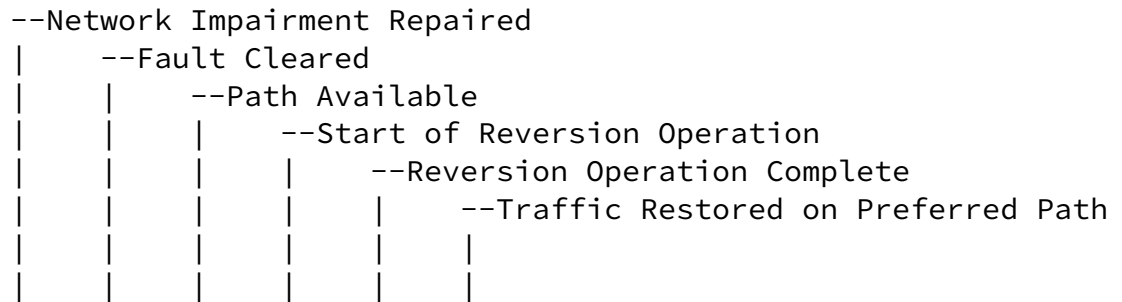 --Network Impairment Repaired
|    --Fault Cleared
|    |    --Path Available
|    |    |    --Start of Reversion Operation
|    |    |    |    --Reversion Operation Complete
|    |    |    |    |    --Traffic Restored on Preferred Path
|    |    |    |    |    |
|    |    |    |    |    |